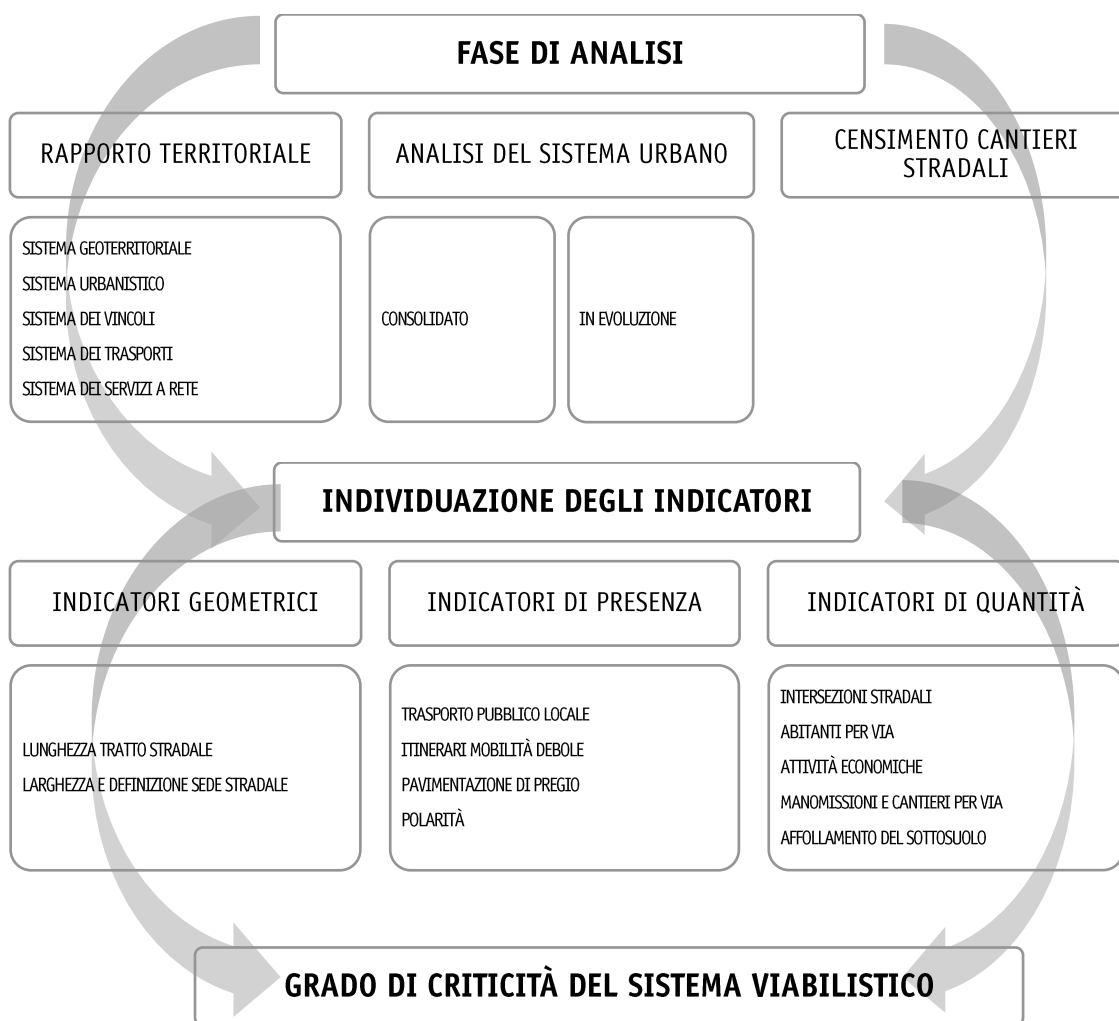 FASE DI ANALISI
RAPPORTO TERRITORIALE
ANALISI DEL SISTEMA URBANO
CENSIMENTO CANTIERI
STRADALI
SISTEMA GEOTERRITORIALE
SISTEMA URBANISTICO
SISTEMA DEI VINCOLI
SISTEMA DEI TRASPORTI
SISTEMA DEI SERVIZI A RETE
CONSOLIDATO
IN EVOLUZIONE
INDIVIDUAZIONE DEGLI INDICATORI
INDICATORI GEOMETRICI
INDICATORI DI PRESENZA
INDICATORI DI QUANTITÀ
LUNGHEZZA TRATTO STRADALE
LARGHEZZA E DEFINIZIONE SEDE STRADALE
TRASPORTO PUBBLICO LOCALE
ITINERARI MOBILITÀ DEBOLE
PAVIMENTAZIONE DI PREGIO
POLARITÀ
INTERSEZIONI STRADALI
ABITANTI PER VIA
ATTIVITÀ ECONOMICHE
MANOMISSIONI E CANTIERI PER VIA
AFFOLLAMENTO DEL SOTTOSUOLO
GRADO DI CRITICITÀ DEL SISTEMA VIABILISTICO